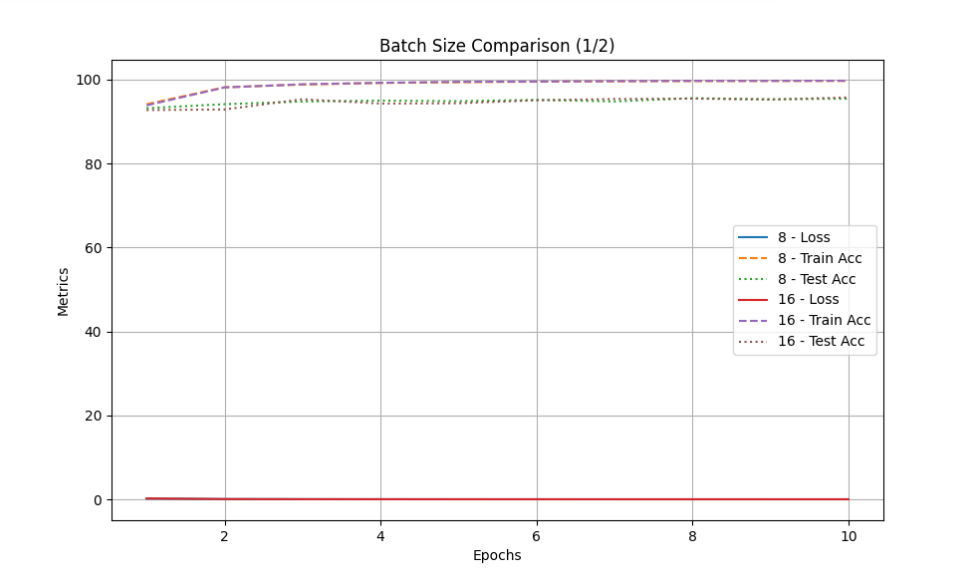 Batch Size Comparison (1/2)
Metrics
100
80
60
40
20
0
8 - Loss
8 - Train Acc
8 - Test Acc
16 - Loss
16 - Train Acc
16 - Test Acc
2
4
6
8
10
Epochs